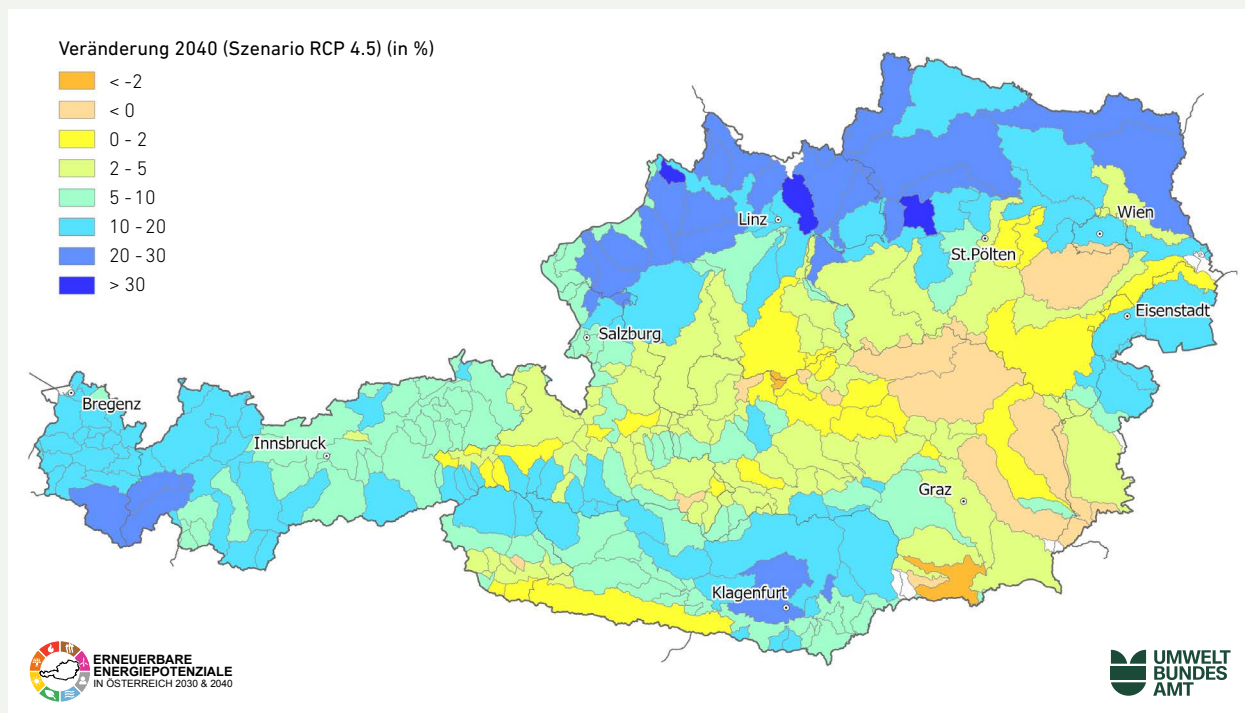 Veränderung 2040 (Szenario RCP 4.5) (in %)
< -2
< 0
0 - 2
2 - 5
5 - 10
10 - 20
20 - 30
> 30
Linz
Wien
St.Pölten
Eisenstadt
Salzburg
Bregenz
Innsbruck
Graz
Klagenfurt
ERNEUERBARE
ENERGIEPOTENZIALE
IN ÖSTERREICH 2030 & 2040
UMWELT
BUNDES
AMT